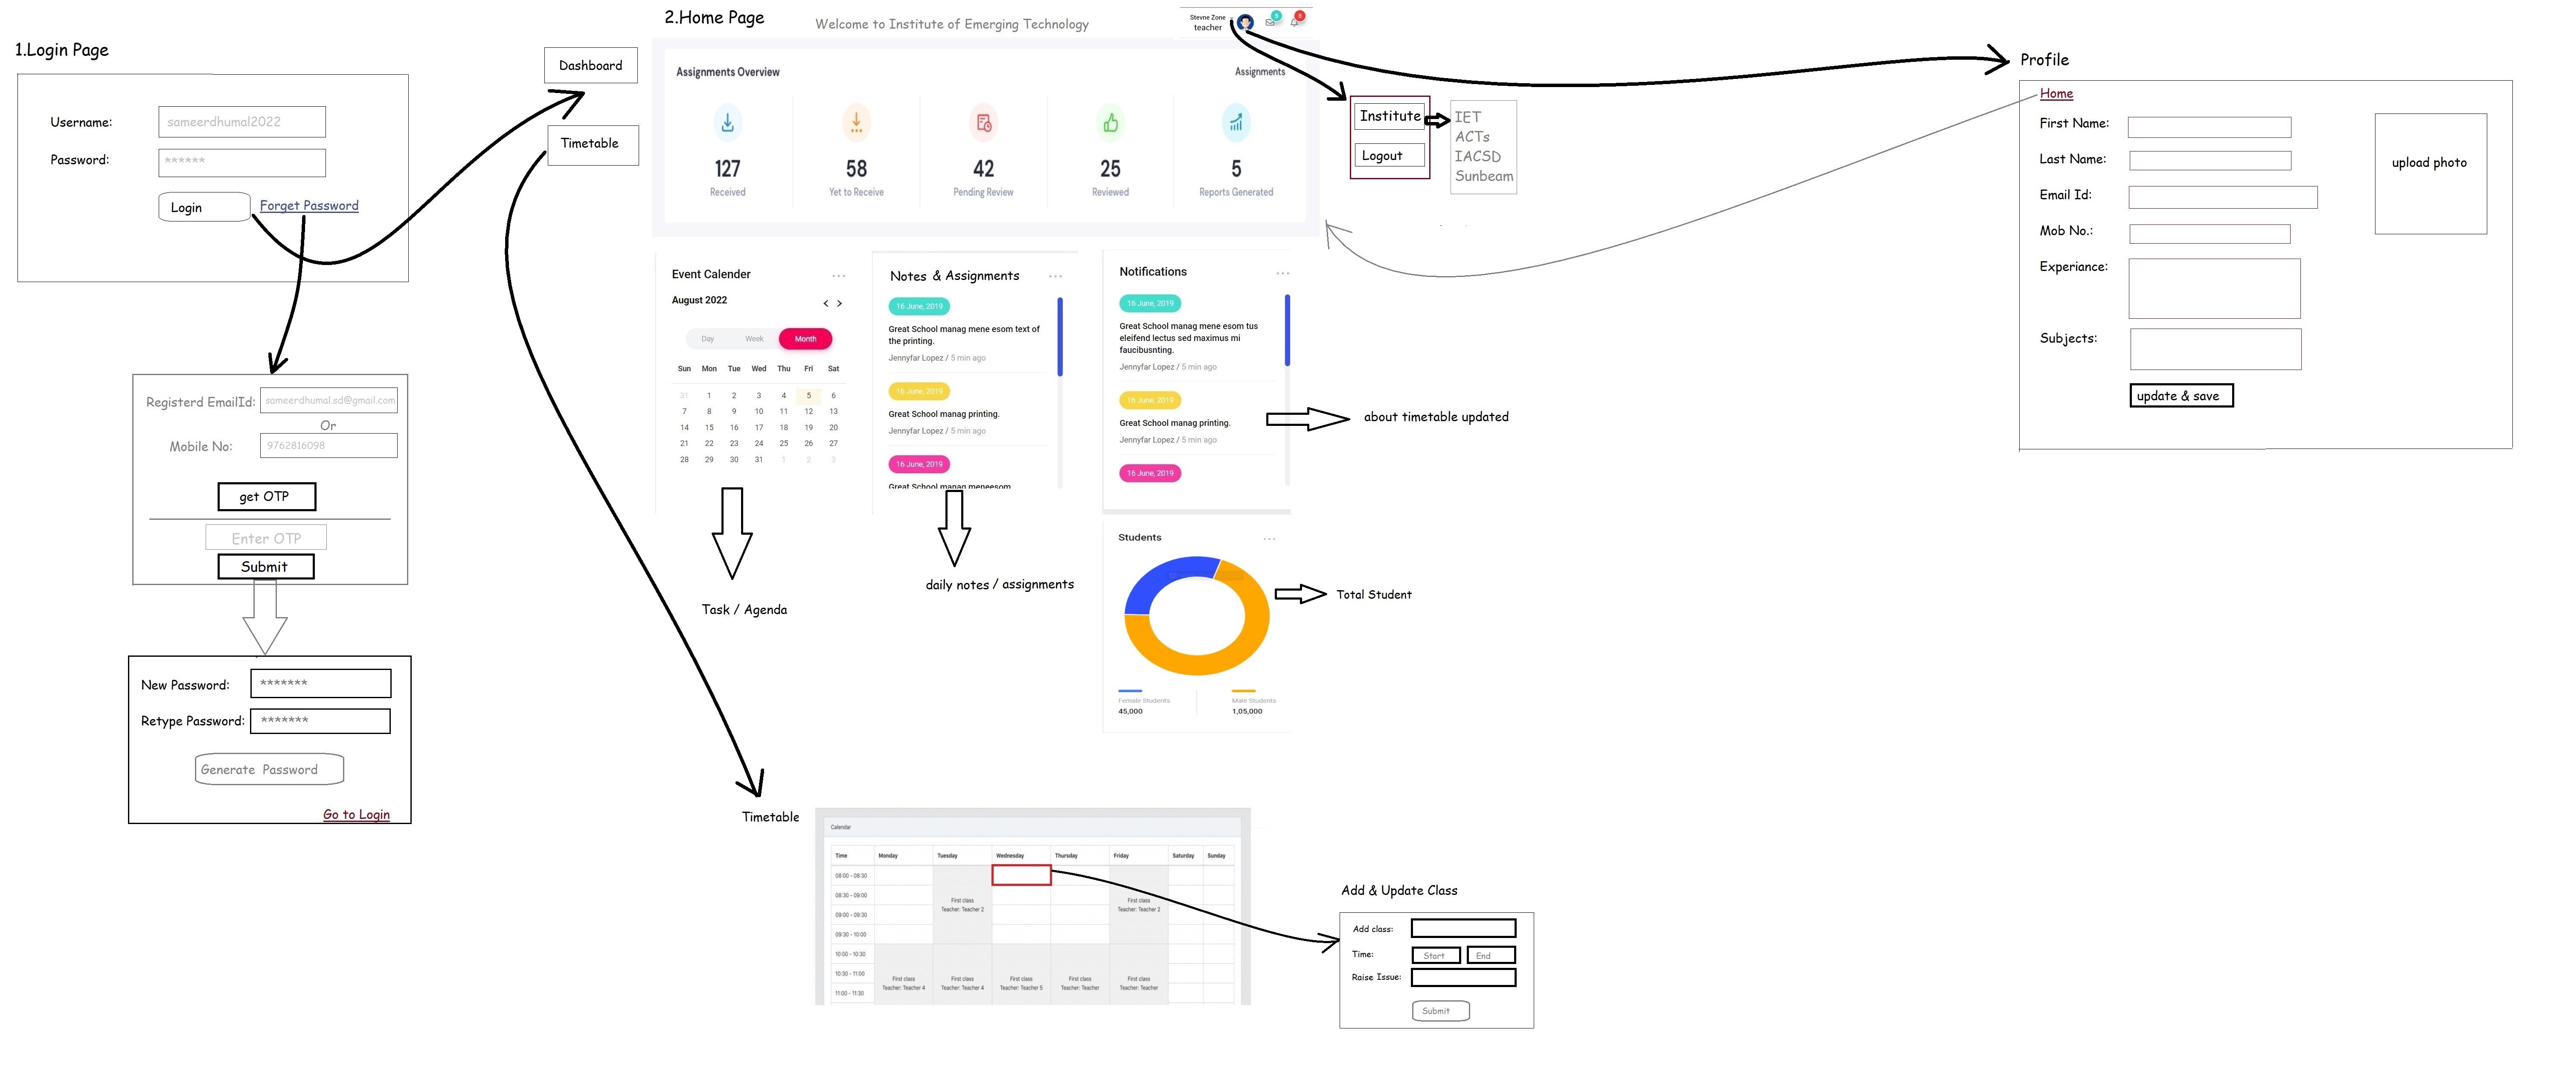 1.Login Page
Username:
sameerdhumal2022
Password:
******
Login
Forget Password
Registerd EmailId:
sameerdhumal.sd@gmail.com
Or
Mobile No:
9762816098
get OTP
Enter OTP
Submit
New Password:
*******
Retype Password:
*******
Generate Password
Go to Login
Dashboard
Timetable
2.Home Page
Welcome to Institute of Emerging Technology
Stevne Zone
teacher
5
8
Assignments Overview
Assignments
127
Received
58
Yet to Receive
42
Pending Review
25
Reviewed
5
Reports Generated
Institute
Logout
IET
ACTs
IACSD
Sunbeam
Event Calender
August 2022
< >
Day Week Month
Sun Mon Tue Wed Thu Fri Sat
31 1 2 3 4 5 6
7 8 9 10 11 12 13
14 15 16 17 18 19 20
21 22 23 24 25 26 27
28 29 30 31 1 2 3
Task / Agenda
Notes & Assignments
16 June, 2019
Great School manag mene esom text of
the printing.
Jennyfar Lopez / 5 min ago
16 June, 2019
Great School manag printing.
Jennyfar Lopez / 5 min ago
16 June, 2019
Great School manag meneesom
daily notes / assignments
Notifications
16 June, 2019
Great School manag mene esom tus
eleifend lectus sed maximus mi
faucibusnting.
Jennyfar Lopez / 5 min ago
16 June, 2019
Great School manag printing.
Jennyfar Lopez / 5 min ago
16 June, 2019
about timetable updated
Students
Female Students
45,000
Male Students
1,05,000
Total Student
Profile
Home
First Name:
Last Name:
Email Id:
Mob No.:
Experiance:
Subjects:
update & save
upload photo
Timetable
Calendar
Time Monday Tuesday Wednesday Thursday Friday Saturday Sunday
08:00 - 08:30
08:30 - 09:00
09:00 - 09:30
09:30 - 10:00
10:00 - 10:30
10:30 - 11:00
11:00 - 11:30
First class
Teacher: Teacher 2
First class
Teacher: Teacher 2
First class
Teacher: Teacher 4
First class
Teacher: Teacher 4
First class
Teacher: Teacher 5
First class
Teacher: Teacher
First class
Teacher: Teacher
Add & Update Class
Add class:
Time:
Start
End
Raise Issue:
Submit